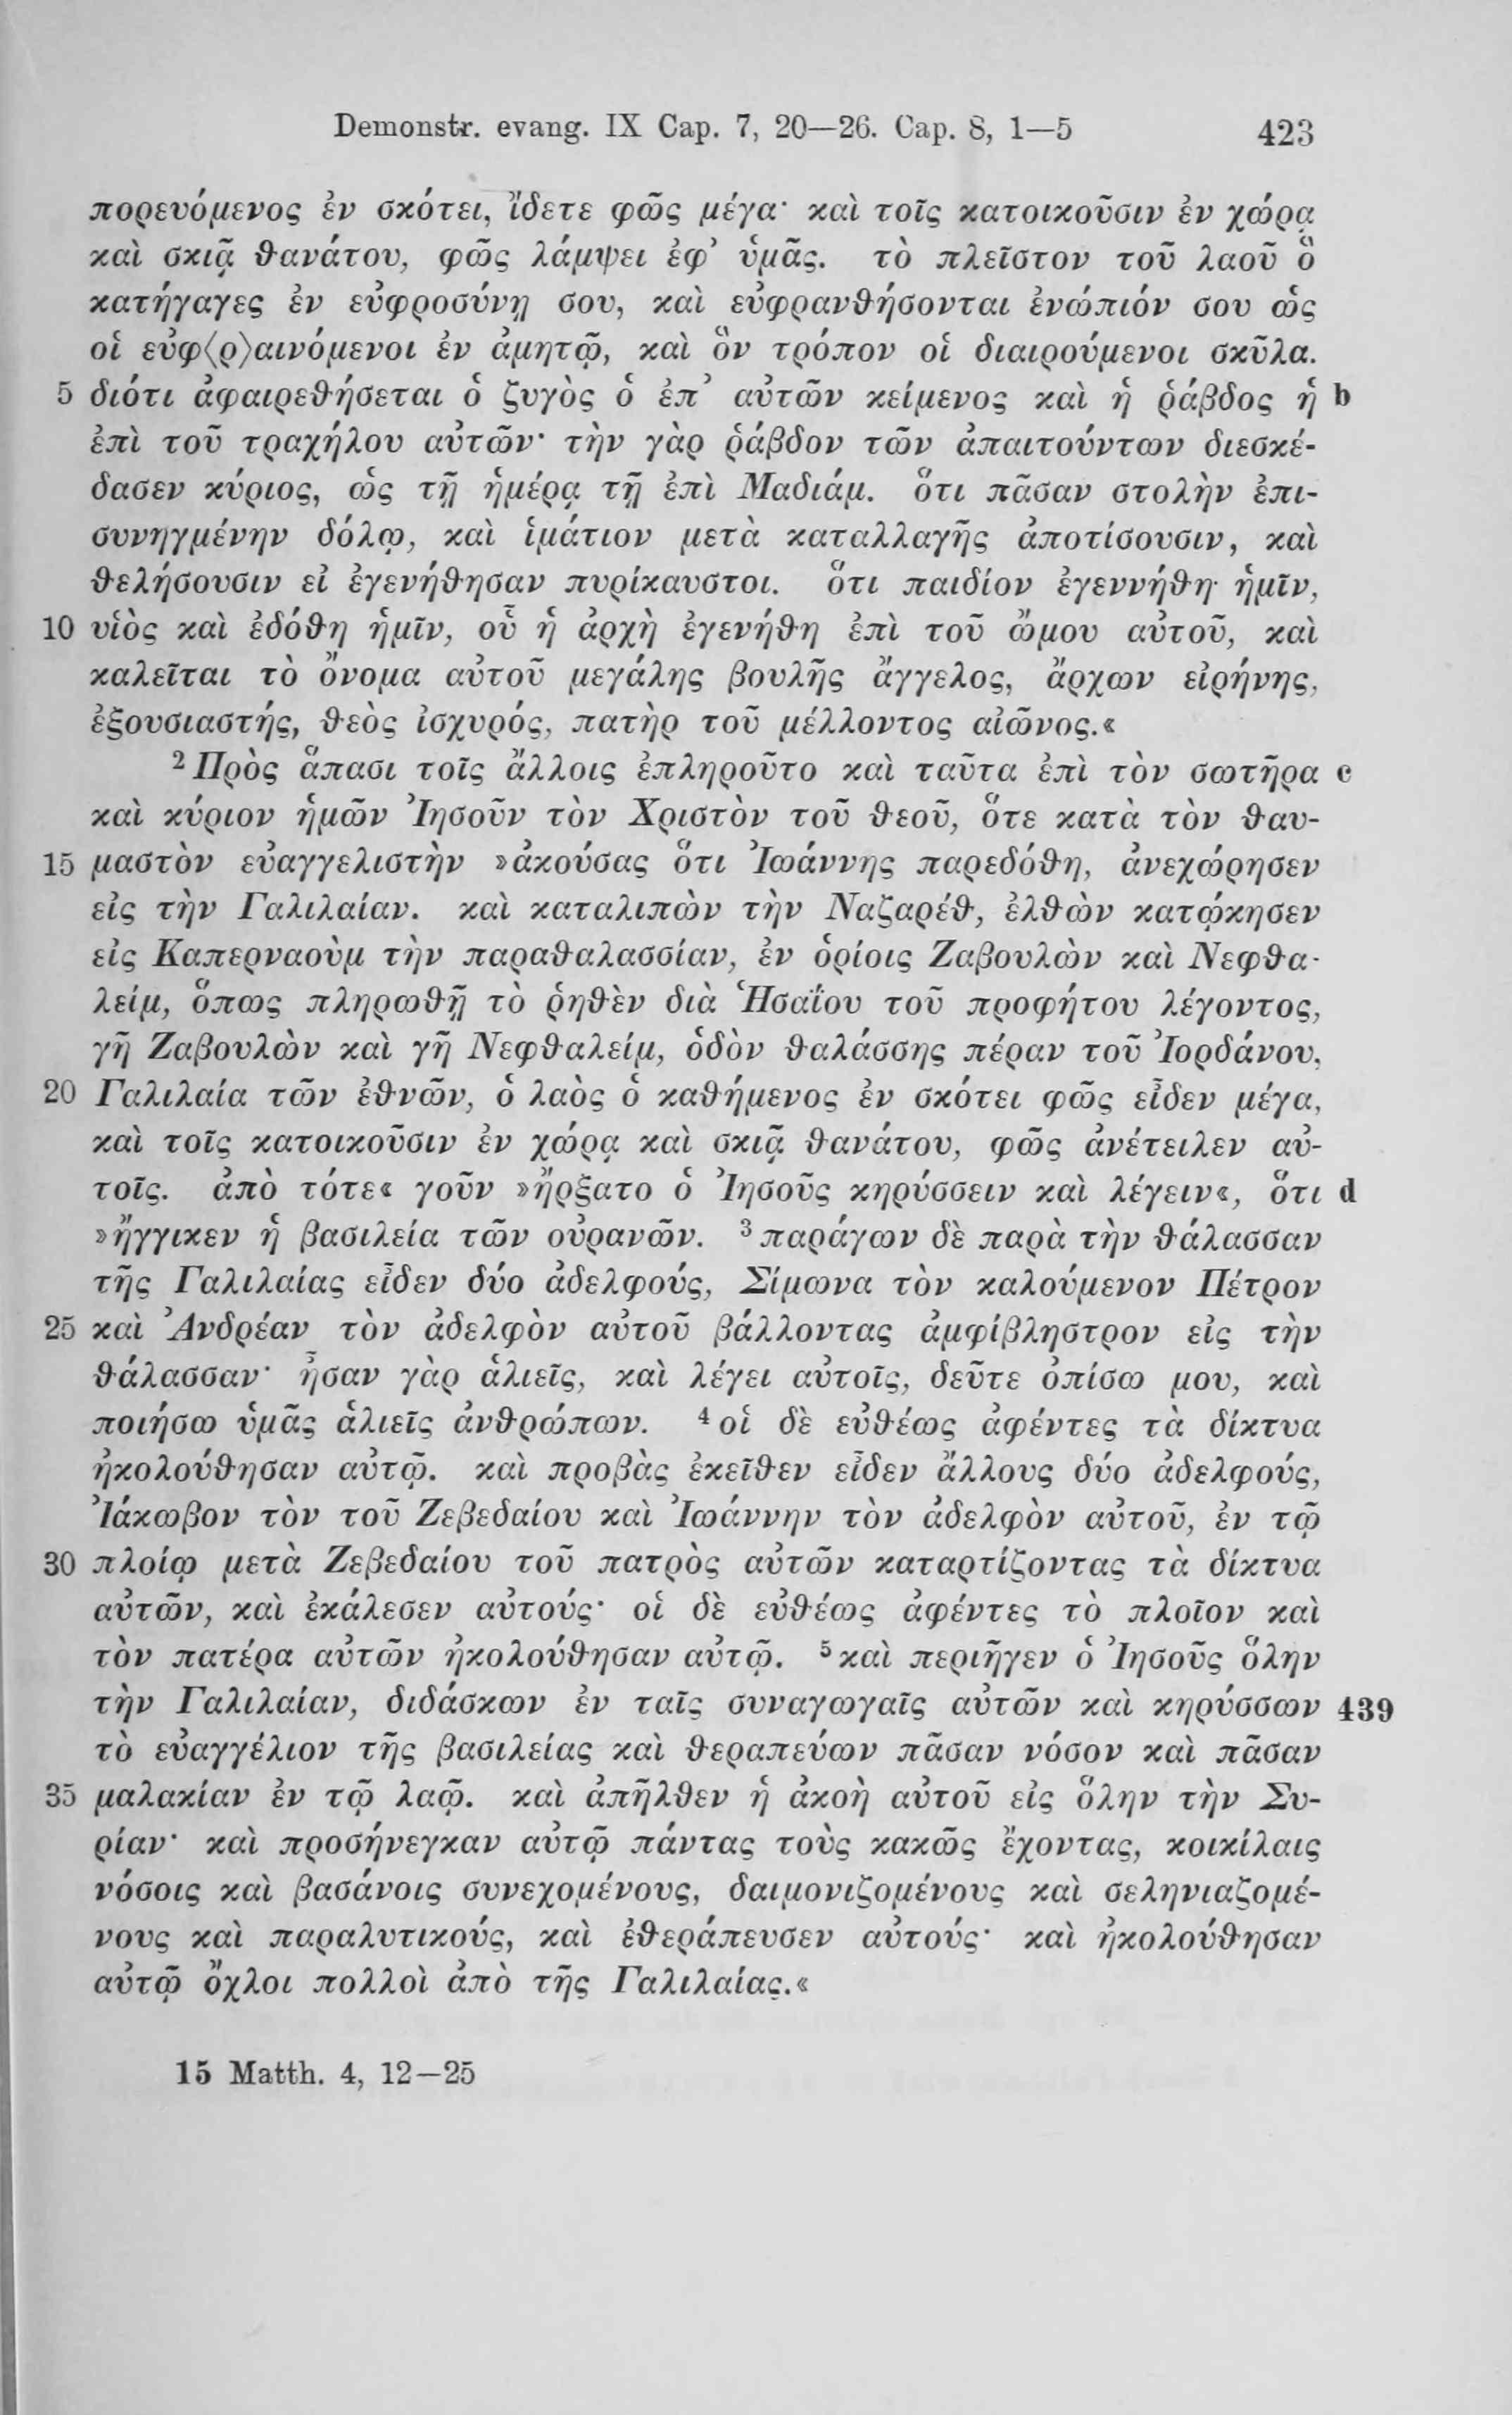 Demonstr. evang. IX Cap. 7, 20—26. Cap. 8, 1—5 423
πορευόμενος ἐν σκότει, ἴδετε φῶς μέγα· καὶ τοῖς κατοικοῦσιν ἐν χώρᾳ
καὶ σκιᾷ θανάτου, φῶς λάμψει ἐφ’ ὑμᾶς. τὸ πλεῖστον τοῦ λαοῦ ὃ
κατήγαγες ἐν εὐφροσύνῃ σου, καὶ εὐφρανθήσονται ἐνώπιόν σου ὡς
οἱ εὐφ⟨ρ⟩αινόμενοι ἐν ἀμητῷ, καὶ ὃν τρόπον οἱ διαιρούμενοι σκῦλα.
5 διότι ἀφαιρεθήσεται ὁ ζυγὸς ὁ ἐπ’ αὐτῶν κείμενος καὶ ἡ ῥάβδος ἡ b
ἐπὶ τοῦ τραχήλου αὐτῶν· τὴν γὰρ ῥάβδον τῶν ἀπαιτούντων διεσκέ-
δασεν κύριος, ὡς τῇ ἡμέρᾳ τῇ ἐπὶ Μαδιάμ. ὅτι πᾶσαν στολὴν ἐπι-
συνηγμένην δόλῳ, καὶ ἱμάτιον μετὰ καταλλαγῆς ἀποτίσουσιν, καὶ
θελήσουσιν εἰ ἐγενήθησαν πυρίκαυστοι. ὅτι παιδίον ἐγεννήθη ἡμῖν,
10 υἱὸς καὶ ἐδόθη ἡμῖν, οὗ ἡ ἀρχὴ ἐγενήθη ἐπὶ τοῦ ὤμου αὐτοῦ, καὶ
καλεῖται τὸ ὄνομα αὐτοῦ μεγάλης βουλῆς ἄγγελος, ἄρχων εἰρήνης,
ἐξουσιαστής, θεὸς ἰσχυρός, πατὴρ τοῦ μέλλοντος αἰῶνος.«
² Πρὸς ἅπασι τοῖς ἄλλοις ἐπληροῦτο καὶ ταῦτα ἐπὶ τὸν σωτῆρα c
καὶ κύριον ἡμῶν Ἰησοῦν τὸν Χριστὸν τοῦ θεοῦ, ὅτε κατὰ τὸν θαυ-
15 μαστὸν εὐαγγελιστὴν »ἀκούσας ὅτι Ἰωάννης παρεδόθη, ἀνεχώρησεν
εἰς τὴν Γαλιλαίαν. καὶ καταλιπὼν τὴν Ναζαρέθ, ἐλθὼν κατῴκησεν
εἰς Καπερναοὺμ τὴν παραθαλασσίαν, ἐν ὁρίοις Ζαβουλὼν καὶ Νεφθα-
λείμ, ὅπως πληρωθῇ τὸ ῥηθὲν διὰ Ἡσαΐου τοῦ προφήτου λέγοντος,
γῆ Ζαβουλὼν καὶ γῆ Νεφθαλείμ, ὁδὸν θαλάσσης πέραν τοῦ Ἰορδάνου,
20 Γαλιλαία τῶν ἐθνῶν, ὁ λαὸς ὁ καθήμενος ἐν σκότει φῶς εἶδεν μέγα,
καὶ τοῖς κατοικοῦσιν ἐν χώρᾳ καὶ σκιᾷ θανάτου, φῶς ἀνέτειλεν αὐ-
τοῖς. ἀπὸ τότε« γοῦν »ἤρξατο ὁ Ἰησοῦς κηρύσσειν καὶ λέγειν«, ὅτι d
»ἤγγικεν ἡ βασιλεία τῶν οὐρανῶν. ³ παράγων δὲ παρὰ τὴν θάλασσαν
τῆς Γαλιλαίας εἶδεν δύο ἀδελφούς, Σίμωνα τὸν καλούμενον Πέτρον
25 καὶ Ἀνδρέαν τὸν ἀδελφὸν αὐτοῦ βάλλοντας ἀμφίβληστρον εἰς τὴν
θάλασσαν· ἦσαν γὰρ ἁλιεῖς, καὶ λέγει αὐτοῖς, δεῦτε ὀπίσω μου, καὶ
ποιήσω ὑμᾶς ἁλιεῖς ἀνθρώπων. ⁴ οἱ δὲ εὐθέως ἀφέντες τὰ δίκτυα
ἠκολούθησαν αὐτῷ. καὶ προβὰς ἐκεῖθεν εἶδεν ἄλλους δύο ἀδελφούς,
Ἰάκωβον τὸν τοῦ Ζεβεδαίου καὶ Ἰωάννην τὸν ἀδελφὸν αὐτοῦ, ἐν τῷ
30 πλοίῳ μετὰ Ζεβεδαίου τοῦ πατρὸς αὐτῶν καταρτίζοντας τὰ δίκτυα
αὐτῶν, καὶ ἐκάλεσεν αὐτούς· οἱ δὲ εὐθέως ἀφέντες τὸ πλοῖον καὶ
τὸν πατέρα αὐτῶν ἠκολούθησαν αὐτῷ. ⁵ καὶ περιῆγεν ὁ Ἰησοῦς ὅλην
τὴν Γαλιλαίαν, διδάσκων ἐν ταῖς συναγωγαῖς αὐτῶν καὶ κηρύσσων 439
τὸ εὐαγγέλιον τῆς βασιλείας καὶ θεραπεύων πᾶσαν νόσον καὶ πᾶσαν
35 μαλακίαν ἐν τῷ λαῷ. καὶ ἀπῆλθεν ἡ ἀκοὴ αὐτοῦ εἰς ὅλην τὴν Συ-
ρίαν· καὶ προσήνεγκαν αὐτῷ πάντας τοὺς κακῶς ἔχοντας, κοικίλαις
νόσοις καὶ βασάνοις συνεχομένους, δαιμονιζομένους καὶ σεληνιαζομέ-
νους καὶ παραλυτικούς, καὶ ἐθεράπευσεν αὐτούς· καὶ ἠκολούθησαν
αὐτῷ ὄχλοι πολλοὶ ἀπὸ τῆς Γαλιλαίας.«
15 Matth. 4, 12—25